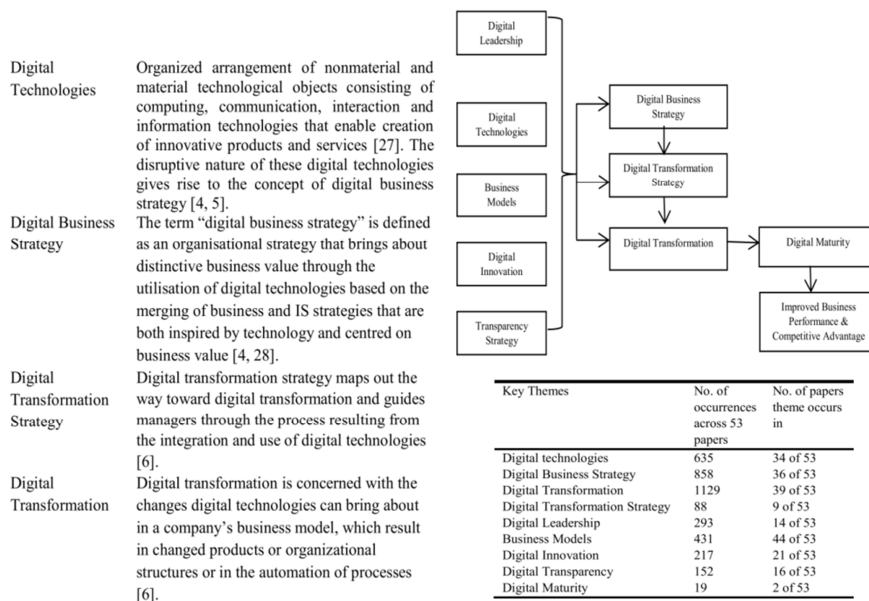 Digital
Technologies
Organized arrangement of nonmaterial and
material technological objects consisting of
computing, communication, interaction and
information technologies that enable creation
of innovative products and services [27]. The
disruptive nature of these digital technologies
gives rise to the concept of digital business
strategy [4, 5].
Digital Business
Strategy
The term “digital business strategy” is defined
as an organisational strategy that brings about
distinctive business value through the
utilisation of digital technologies based on the
merging of business and IS strategies that are
both inspired by technology and centred on
business value [4, 28].
Digital
Transformation
Strategy
Digital transformation strategy maps out the
way toward digital transformation and guides
managers through the process resulting from
the integration and use of digital technologies
[6].
Digital
Transformation
Digital transformation is concerned with the
changes digital technologies can bring about
in a company’s business model, which result
in changed products or organizational
structures or in the automation of processes
[6].
Digital
Leadership
Digital
Technologies
Business
Models
Digital
Innovation
Transparency
Strategy
Digital Business
Strategy
Digital Transformation
Strategy
Digital Transformation
Digital Maturity
Improved Business
Performance &
Competitive Advantage
Key Themes
No. of
occurrences
across 53
papers
No. of papers
theme occurs
in
Digital technologies 635 34 of 53
Digital Business Strategy 858 36 of 53
Digital Transformation 1129 39 of 53
Digital Transformation Strategy 88 9 of 53
Digital Leadership 293 14 of 53
Business Models 431 44 of 53
Digital Innovation 217 21 of 53
Digital Transparency 152 16 of 53
Digital Maturity 19 2 of 53